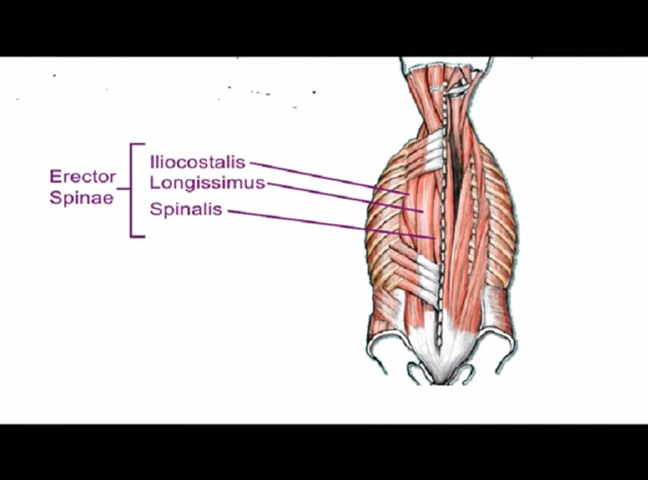 Erector
Spinae
Iliocostalis
Longissimus
Spinalis